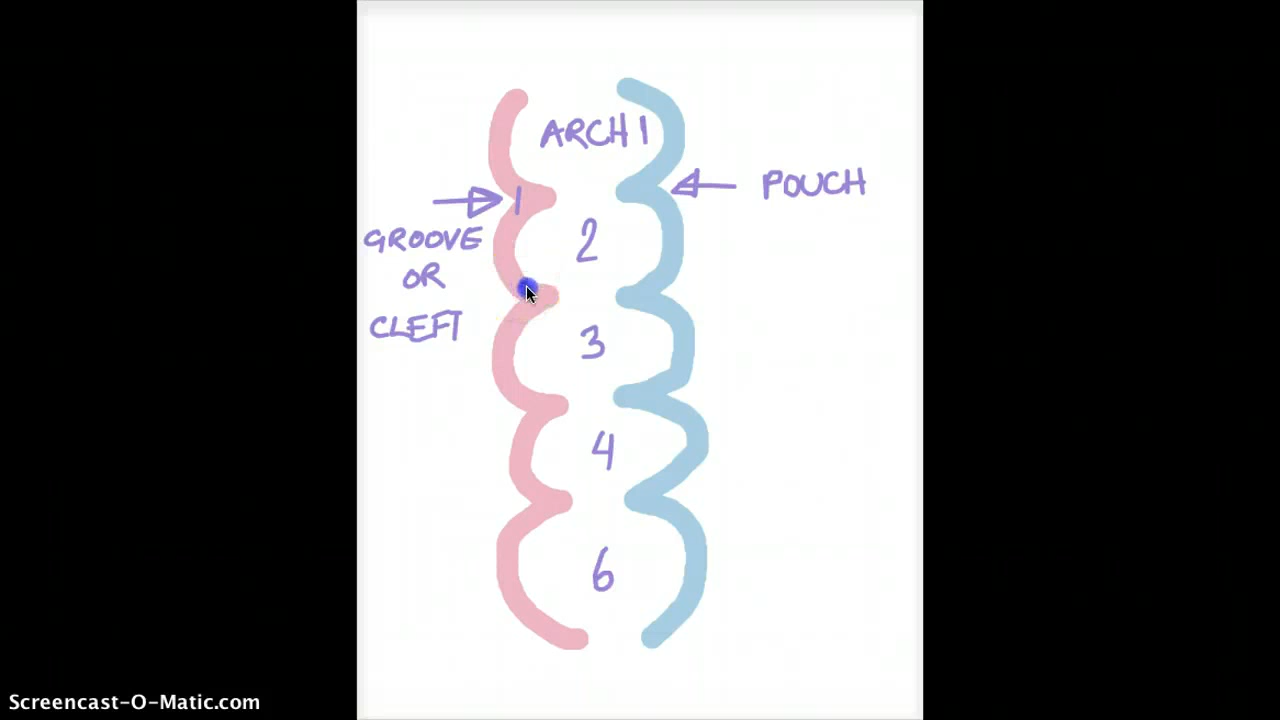 ARCH 1
POUCH
1
GROOVE
OR
CLEFT
2
3
4
6
Screencast-O-Matic.com